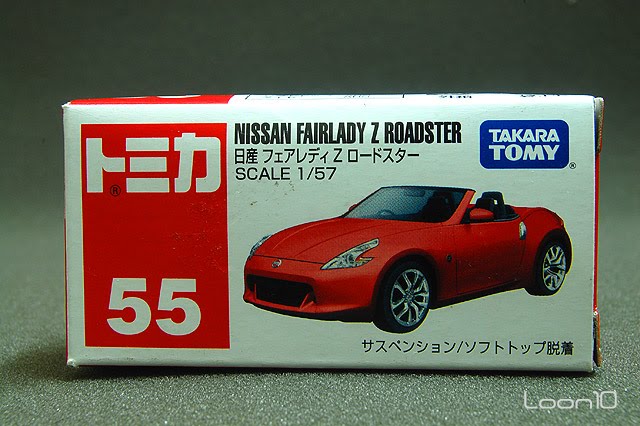 トミカ
®
55
NISSAN FAIRLADY Z ROADSTER
日産 フェアレディ Z ロードスター
SCALE 1/57
TAKARA
TOMY
®
サスペンション/ソフトトップ脱着
Loon10